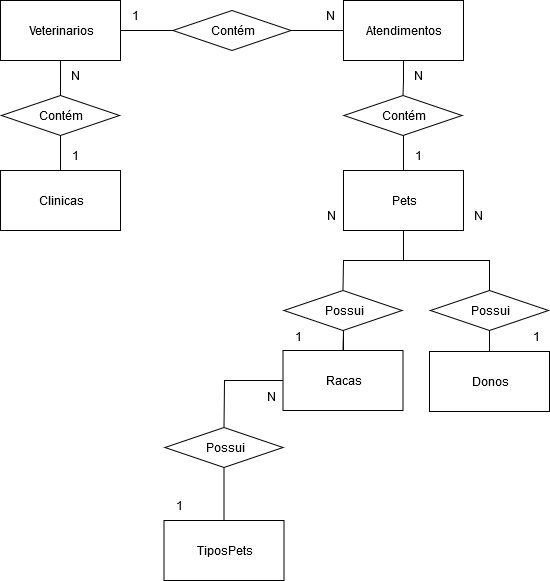 Veterinarios
1
Contém
N
Atendimentos
N
N
Contém
Contém
1
1
Clinicas
Pets
N
N
Possui
Possui
1
1
Racas
Donos
N
Possui
1
TiposPets